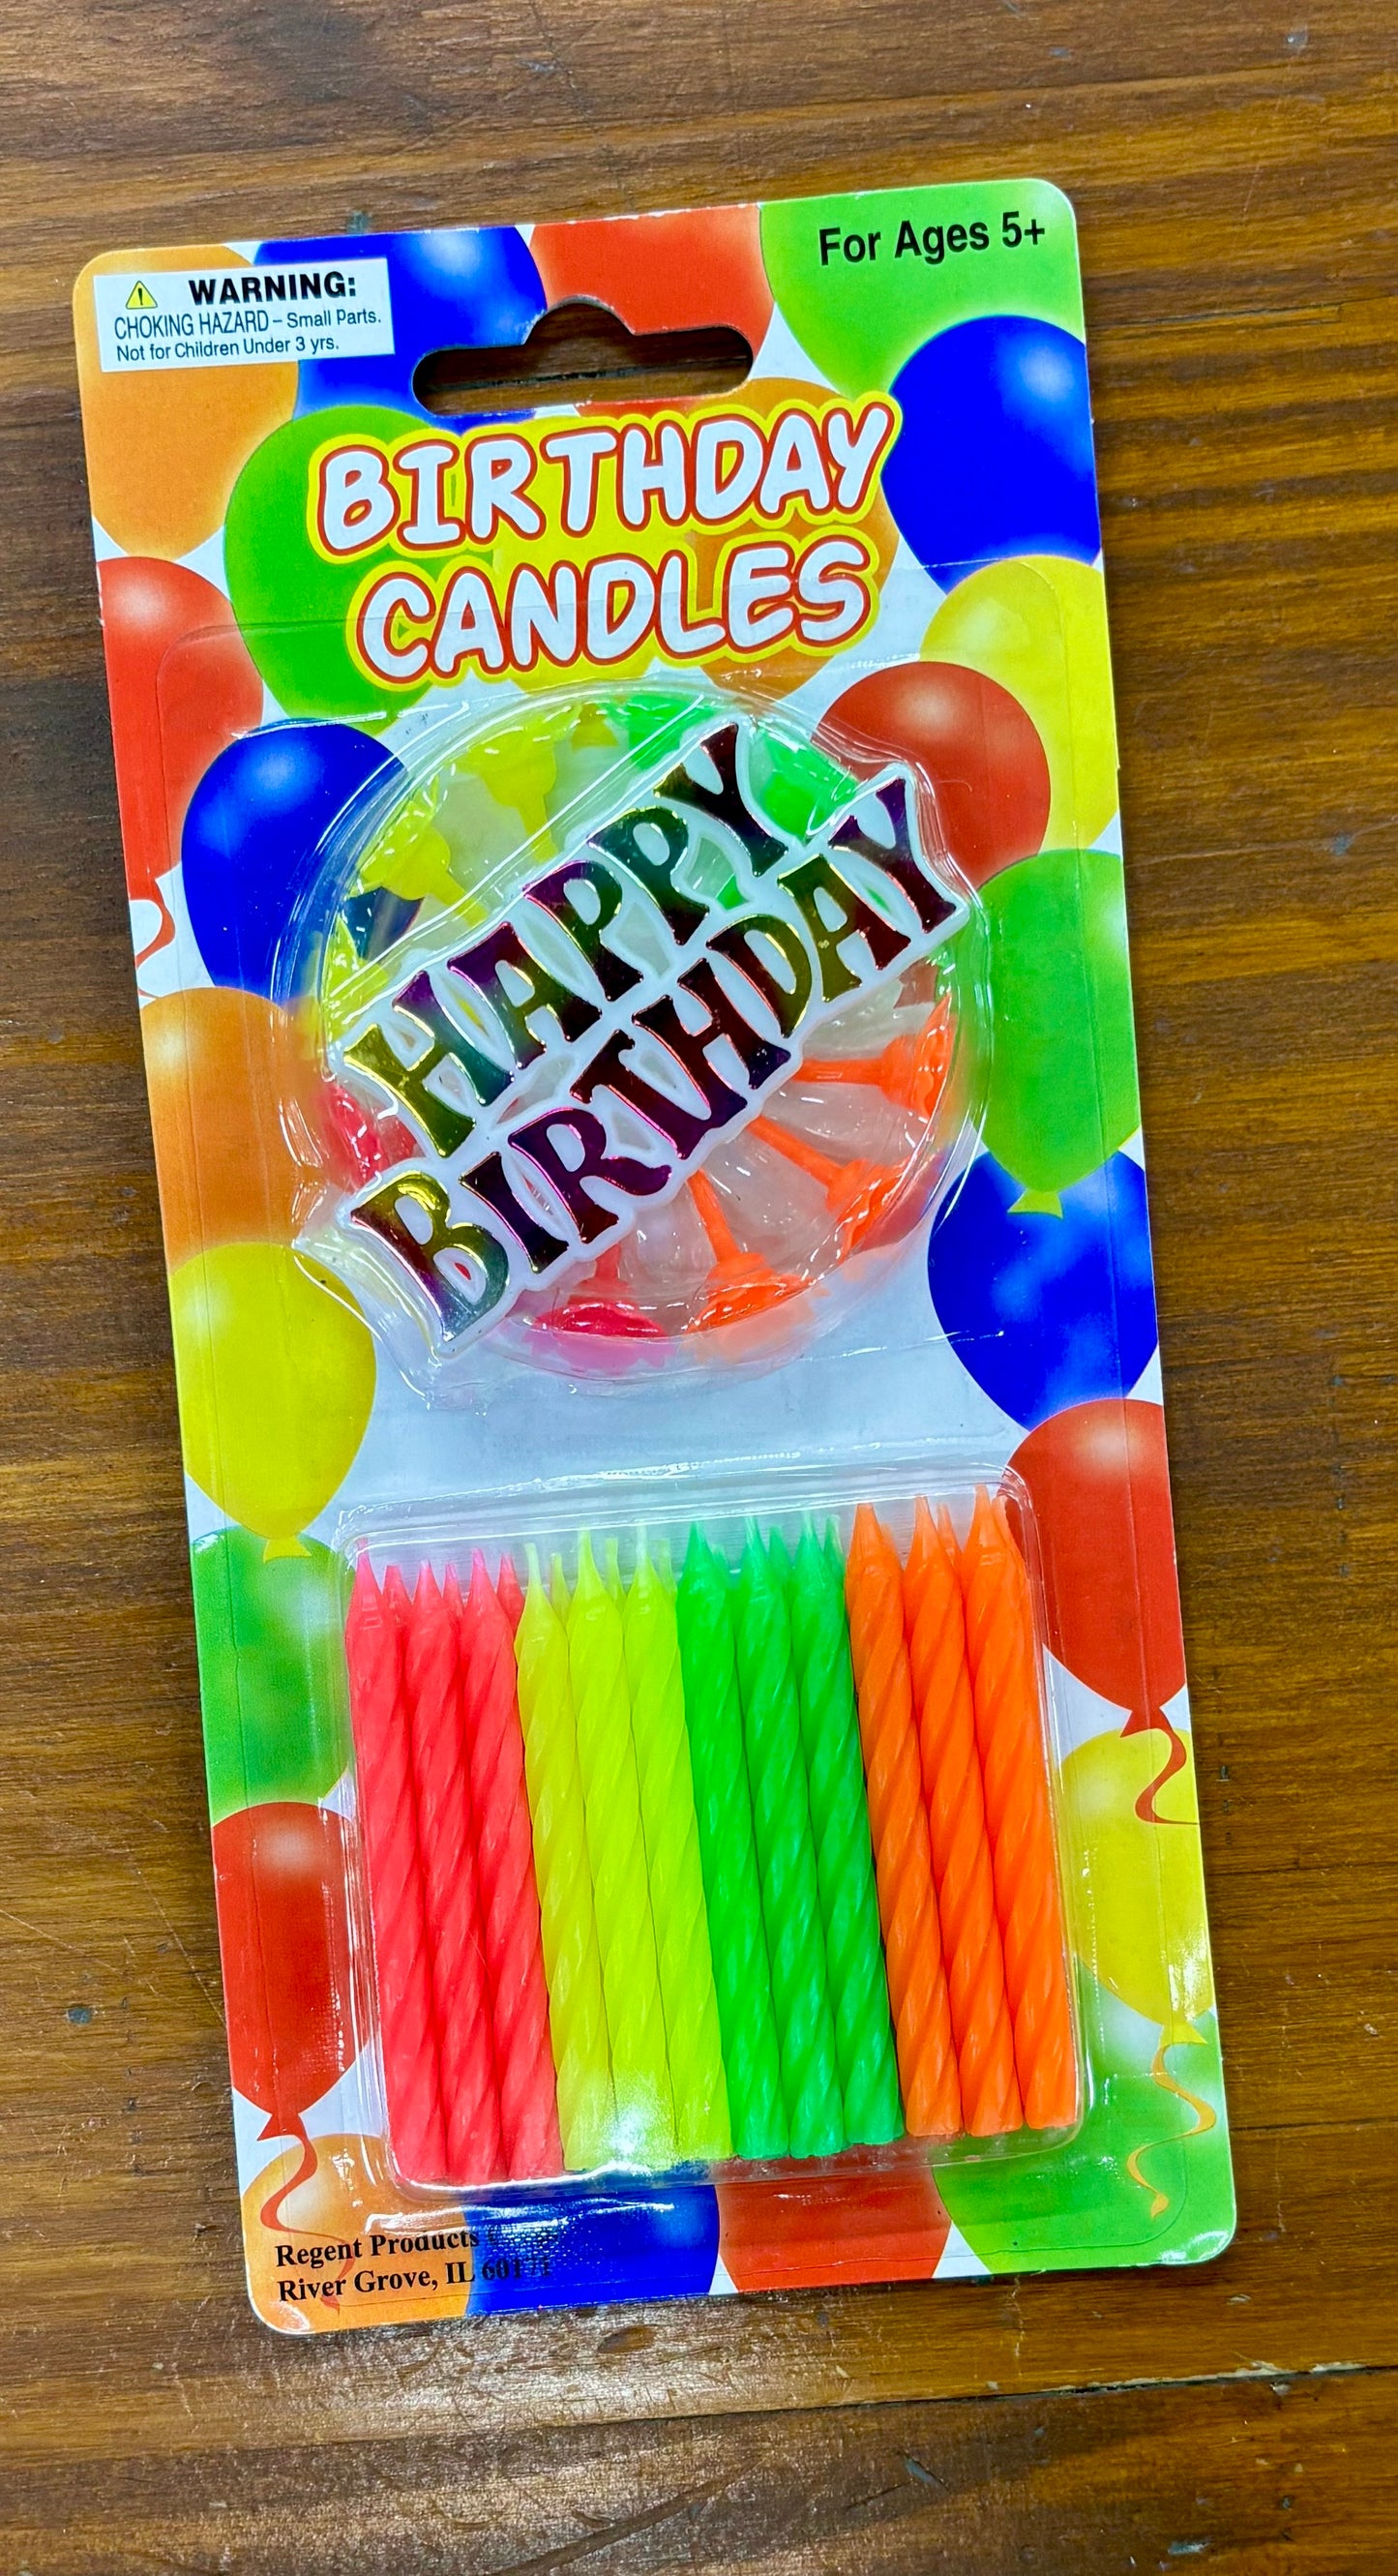 WARNING:
CHOKING HAZARD – Small Parts.
Not for Children Under 3 yrs.
For Ages 5+
BIRTHDAY
CANDLES
HAPPY
BIRTHDAY
Regent Products
River Grove, IL 60171